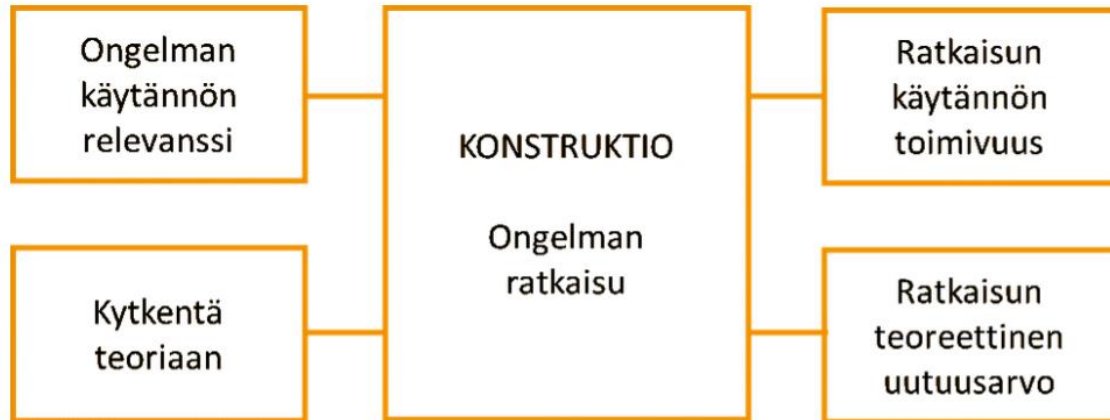 Ongelman
käytännön
relevanssi
Kytkentä
teoriaan
KONSTRUKTIO
Ongelman
ratkaisu
Ratkaisun
käytännön
toimivuus
Ratkaisun
teoreettinen
uutuusarvo